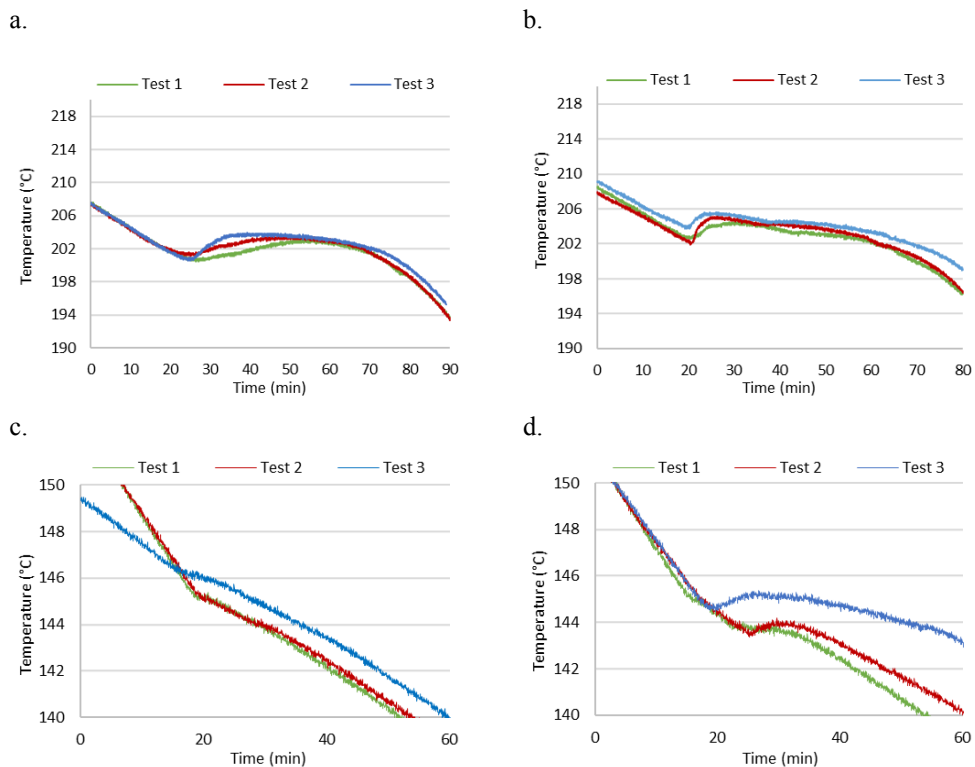 a.
Test 1 Test 2 Test 3
Temperature (°C)
218
214
210
206
202
198
194
190
0 10 20 30 40 50 60 70 80 90
Time (min)
b.
Test 1 Test 2 Test 3
Temperature (°C)
218
214
210
206
202
198
194
190
0 10 20 30 40 50 60 70 80
Time (min)
c.
Test 1 Test 2 Test 3
Temperature (°C)
150
148
146
144
142
140
0 20 40 60
Time (min)
d.
Test 1 Test 2 Test 3
Temperature (°C)
150
148
146
144
142
140
0 20 40 60
Time (min)